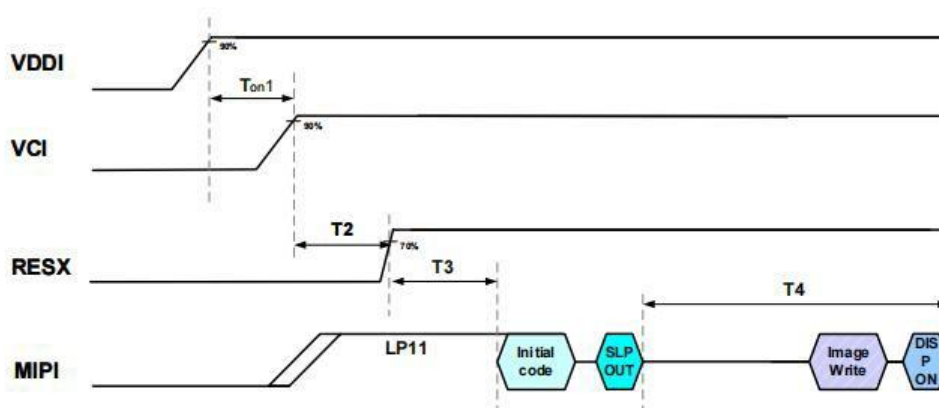 VDDI
90%
Ton1
VCI
90%
T2
RESX
70%
T3
T4
MIPI
LP11
Initial
code
SLP
OUT
Image
Write
DIS
P
ON